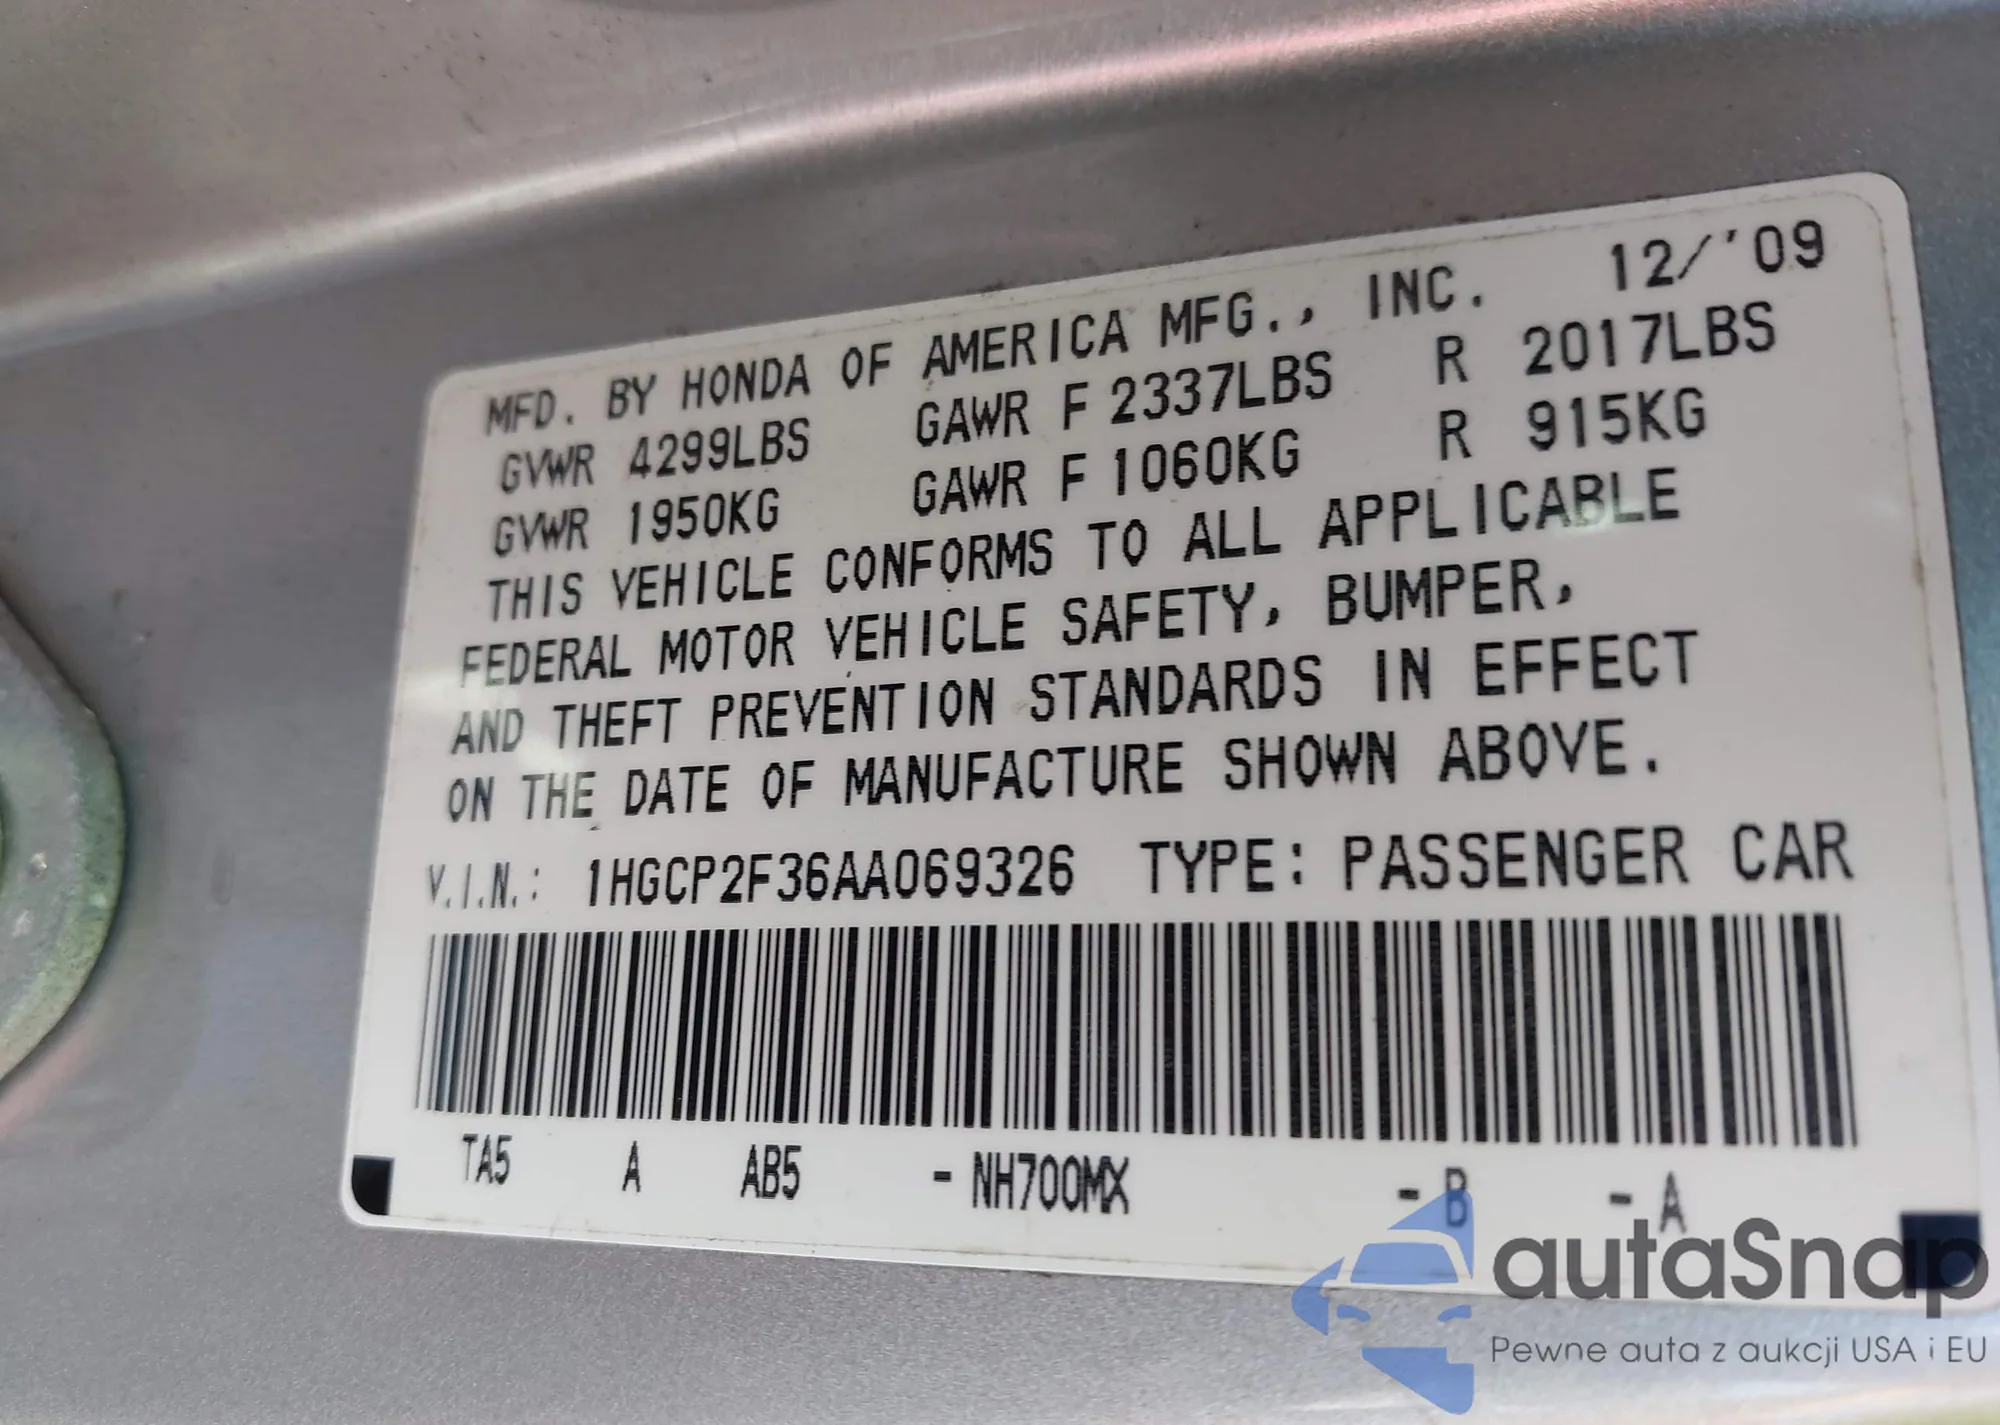 MFD. BY HONDA OF AMERICA MFG., INC. 12/'09
GVWR 4299LBS GAWR F 2337LBS R 2017LBS
GVWR 1950KG GAWR F 1060KG R 915KG
THIS VEHICLE CONFORMS TO ALL APPLICABLE
FEDERAL MOTOR VEHICLE SAFETY, BUMPER,
AND THEFT PREVENTION STANDARDS IN EFFECT
ON THE DATE OF MANUFACTURE SHOWN ABOVE.
V.I.N.: 1HGCP2F36AA069326 TYPE: PASSENGER CAR
TA5 A AB5 - NH700MX - B - A
autaSnap
Pewne auta z aukcji USA i EU